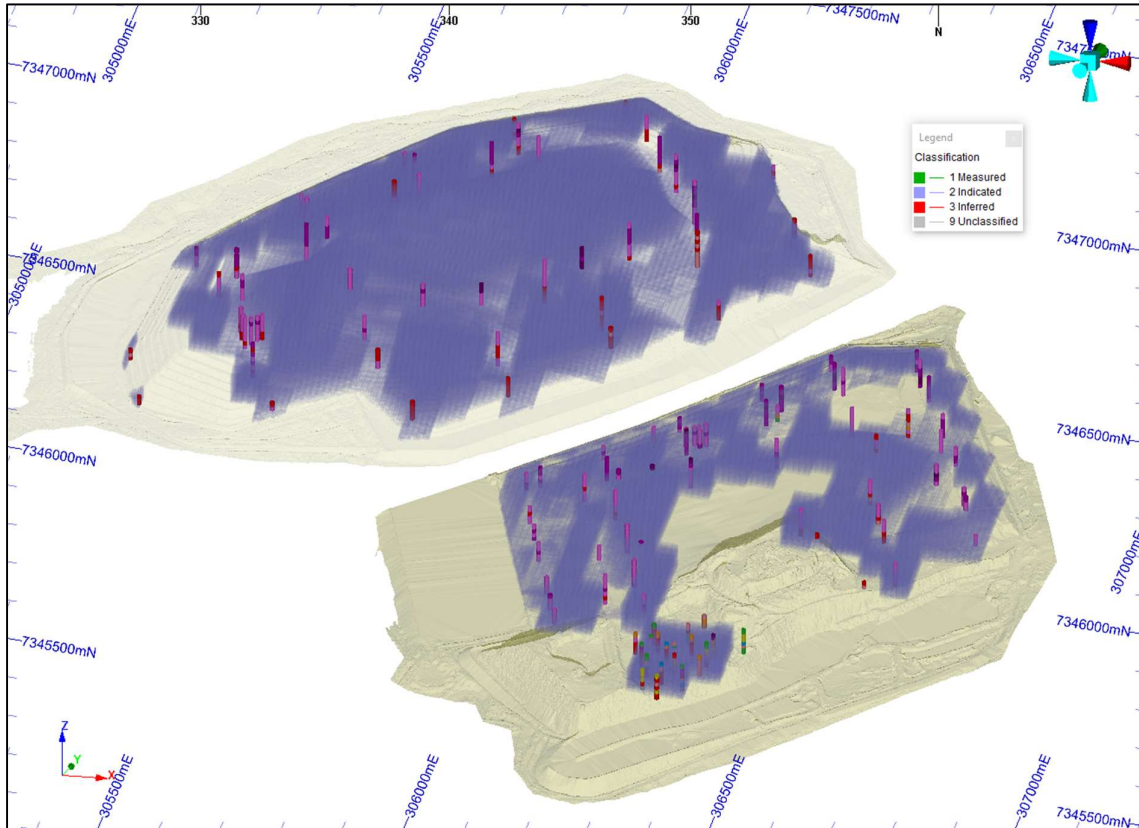 330
340
350
N
305000mE
305500mE
306000mE
7347500mN
306500mE
7347000mN
Legend
Classification
1 Measured
2 Indicated
3 Inferred
9 Unclassified
7347000mN
7346500mN
305000mE
7346500mN
7346000mN
307000mE
7346000mN
7345500mN
Z
Y
X
305500mE
306000mE
306500mE
307000mE
7345500mN